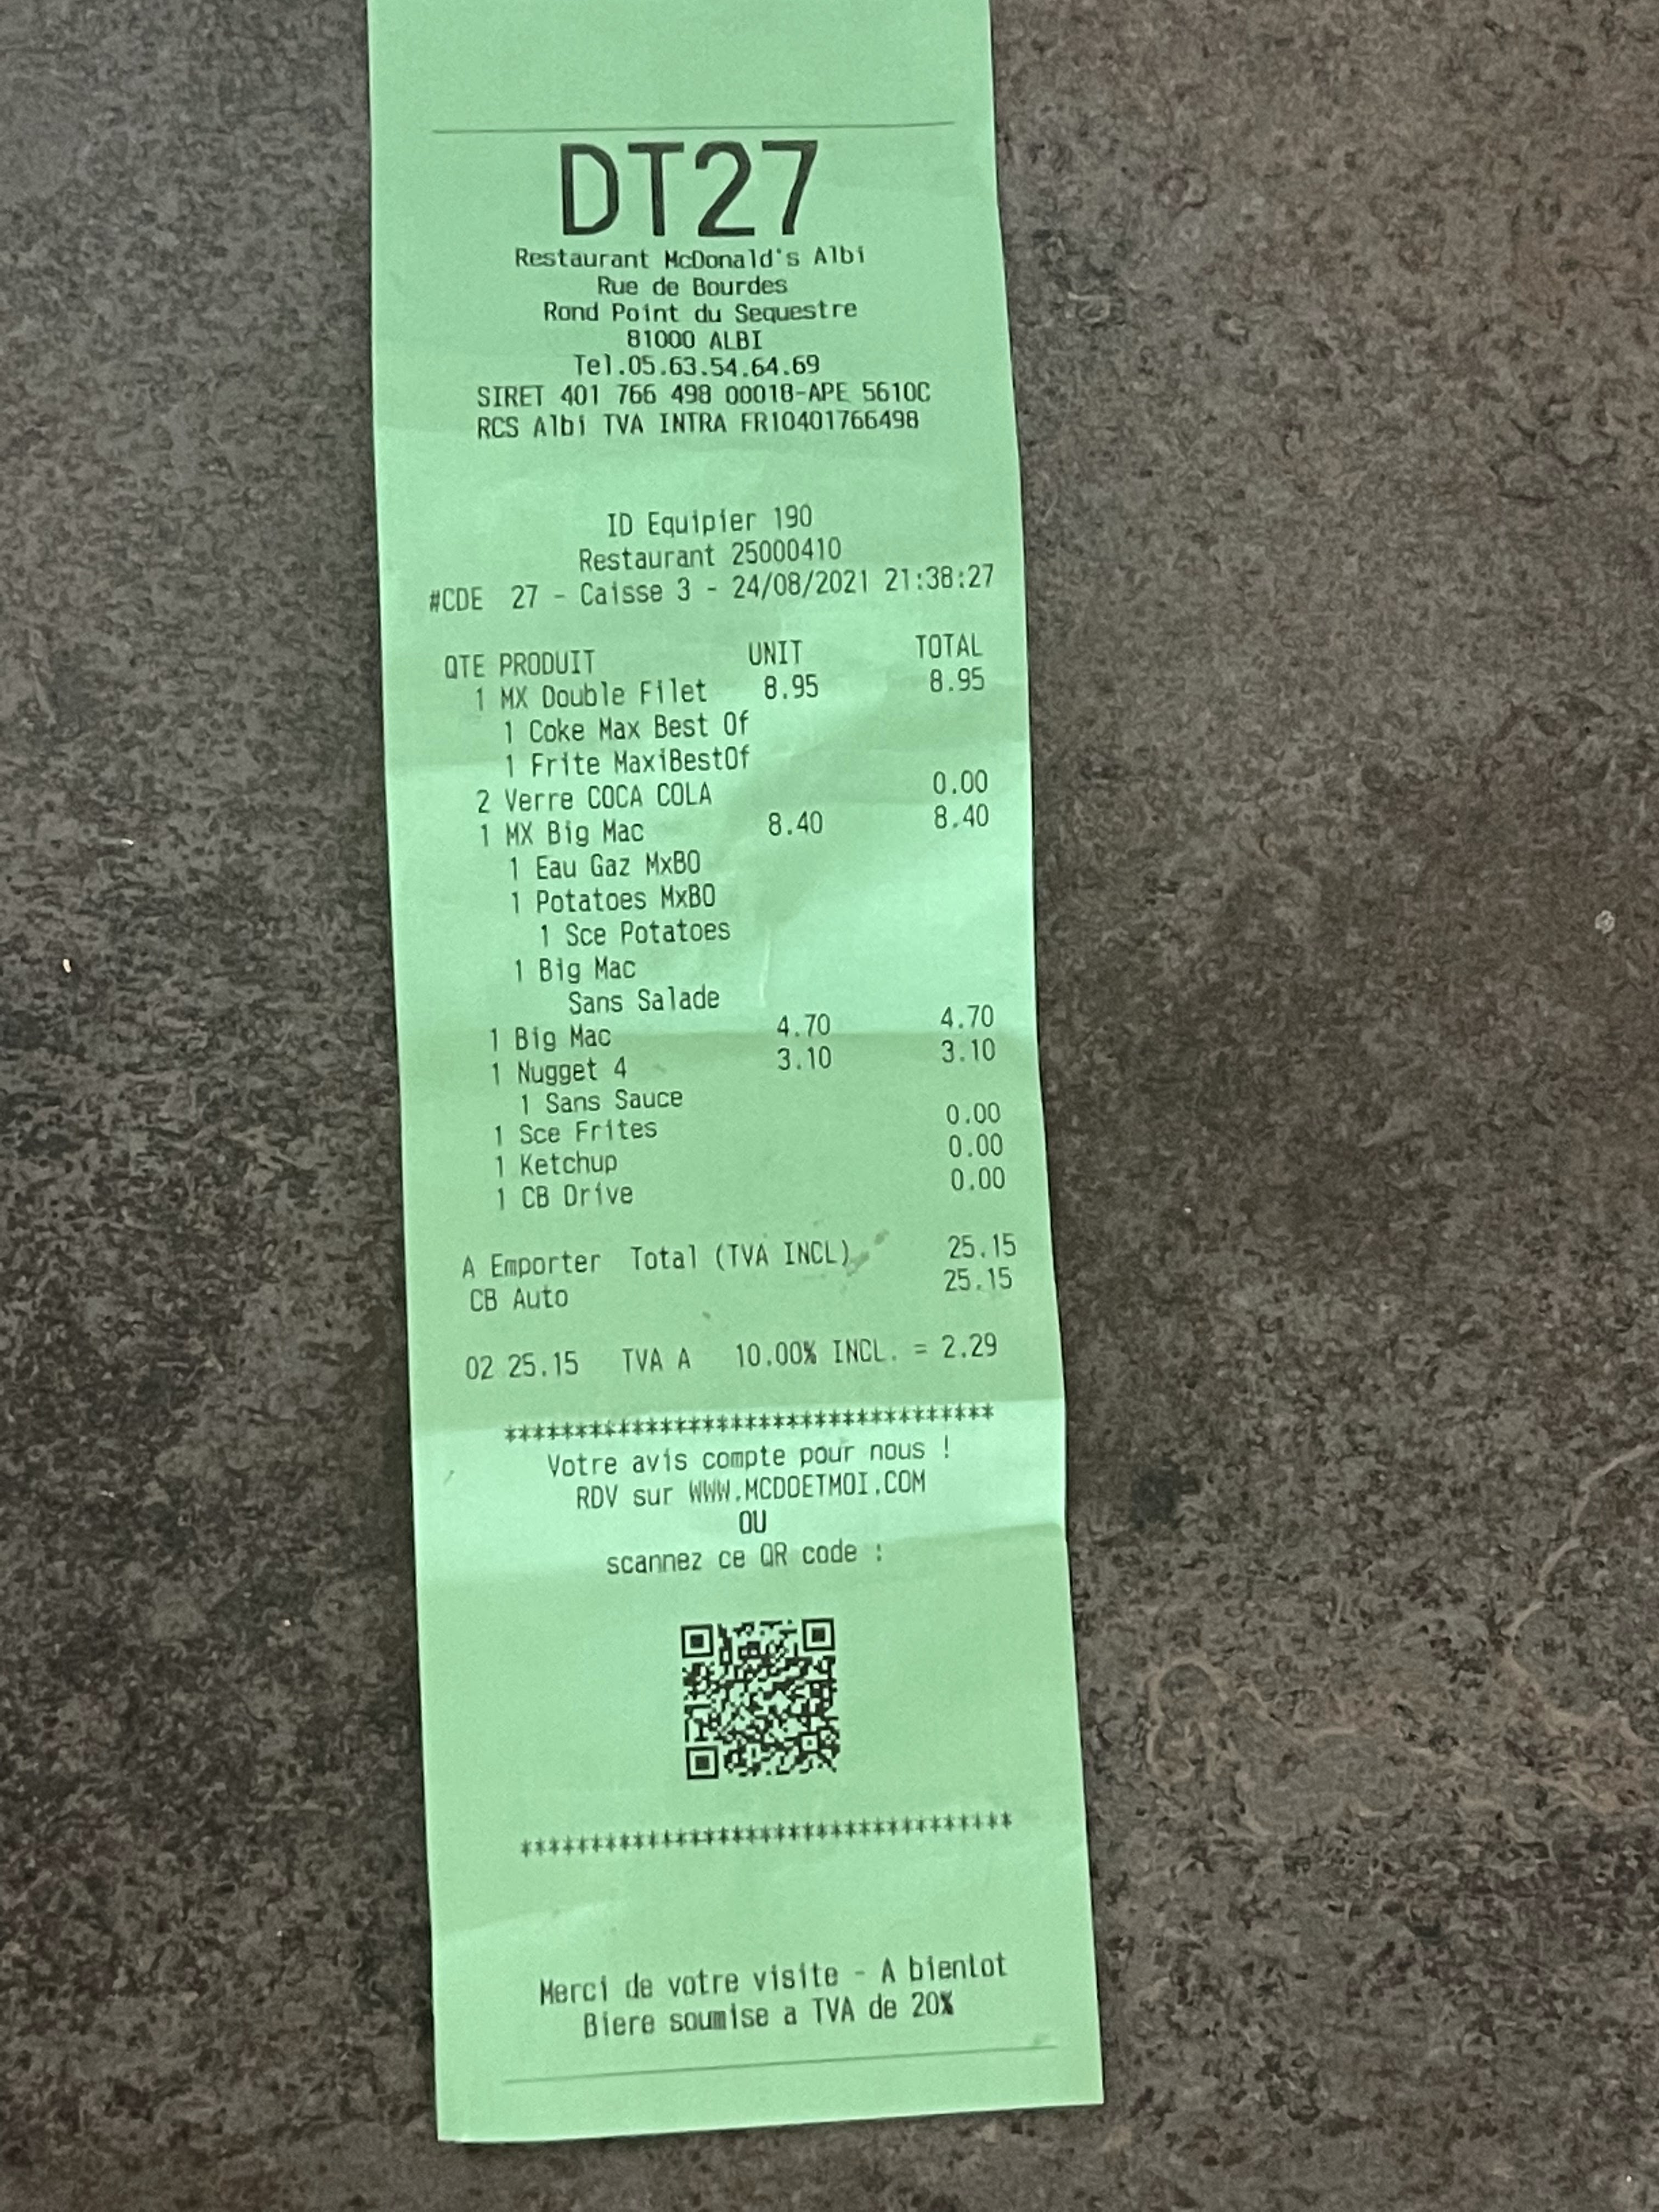 DT27
Restaurant McDonald's Albi
Rue de Bourdes
Rond Point du Sequestre
81000 ALBI
Tel.05.63.54.64.69
SIRET 401 766 498 00018-APE 5610C
RCS Albi TVA INTRA FR10401766498
ID Equipier 190
Restaurant 25000410
#CDE 27 - Caisse 3 - 24/08/2021 21:38:27
QTE PRODUIT UNIT TOTAL
1 MX Double Filet 8.95 8.95
1 Coke Max Best Of
1 Frite MaxiBestOf
2 Verre COCA COLA 0.00
1 MX Big Mac 8.40 8.40
1 Eau Gaz MxBO
1 Potatoes MxBO
1 Sce Potatoes
1 Big Mac
Sans Salade
1 Big Mac 4.70 4.70
1 Nugget 4 3.10 3.10
1 Sans Sauce
1 Sce Frites 0.00
1 Ketchup 0.00
1 CB Drive 0.00
A Emporter Total (TVA INCL) 25.15
CB Auto 25.15
02 25.15 TVA A 10.00% INCL. = 2.29
***********************************
Votre avis compte pour nous !
RDV sur WWW.MCDOETMOI.COM
OU
scannez ce QR code :
***********************************
Merci de votre visite - A bientot
Biere soumise a TVA de 20%